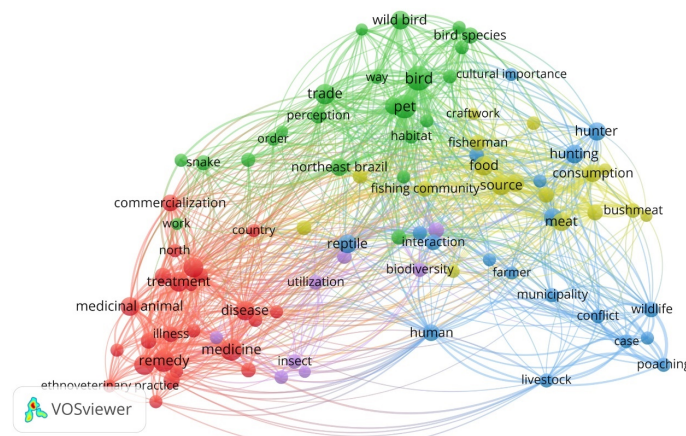 wild bird
bird species
way
bird
cultural importance
trade
pet
perception
craftwork
order
habitat
fisherman
hunter
snake
northeast brazil
food
hunting
fishing community
source
consumption
commercialization
work
country
meat
bushmeat
north
reptile
interaction
treatment
utilization
biodiversity
farmer
medicinal animal
disease
municipality
wildlife
illness
human
conflict
remedy
medicine
case
insect
poaching
ethnoveterinary practice
livestock
VOSviewer